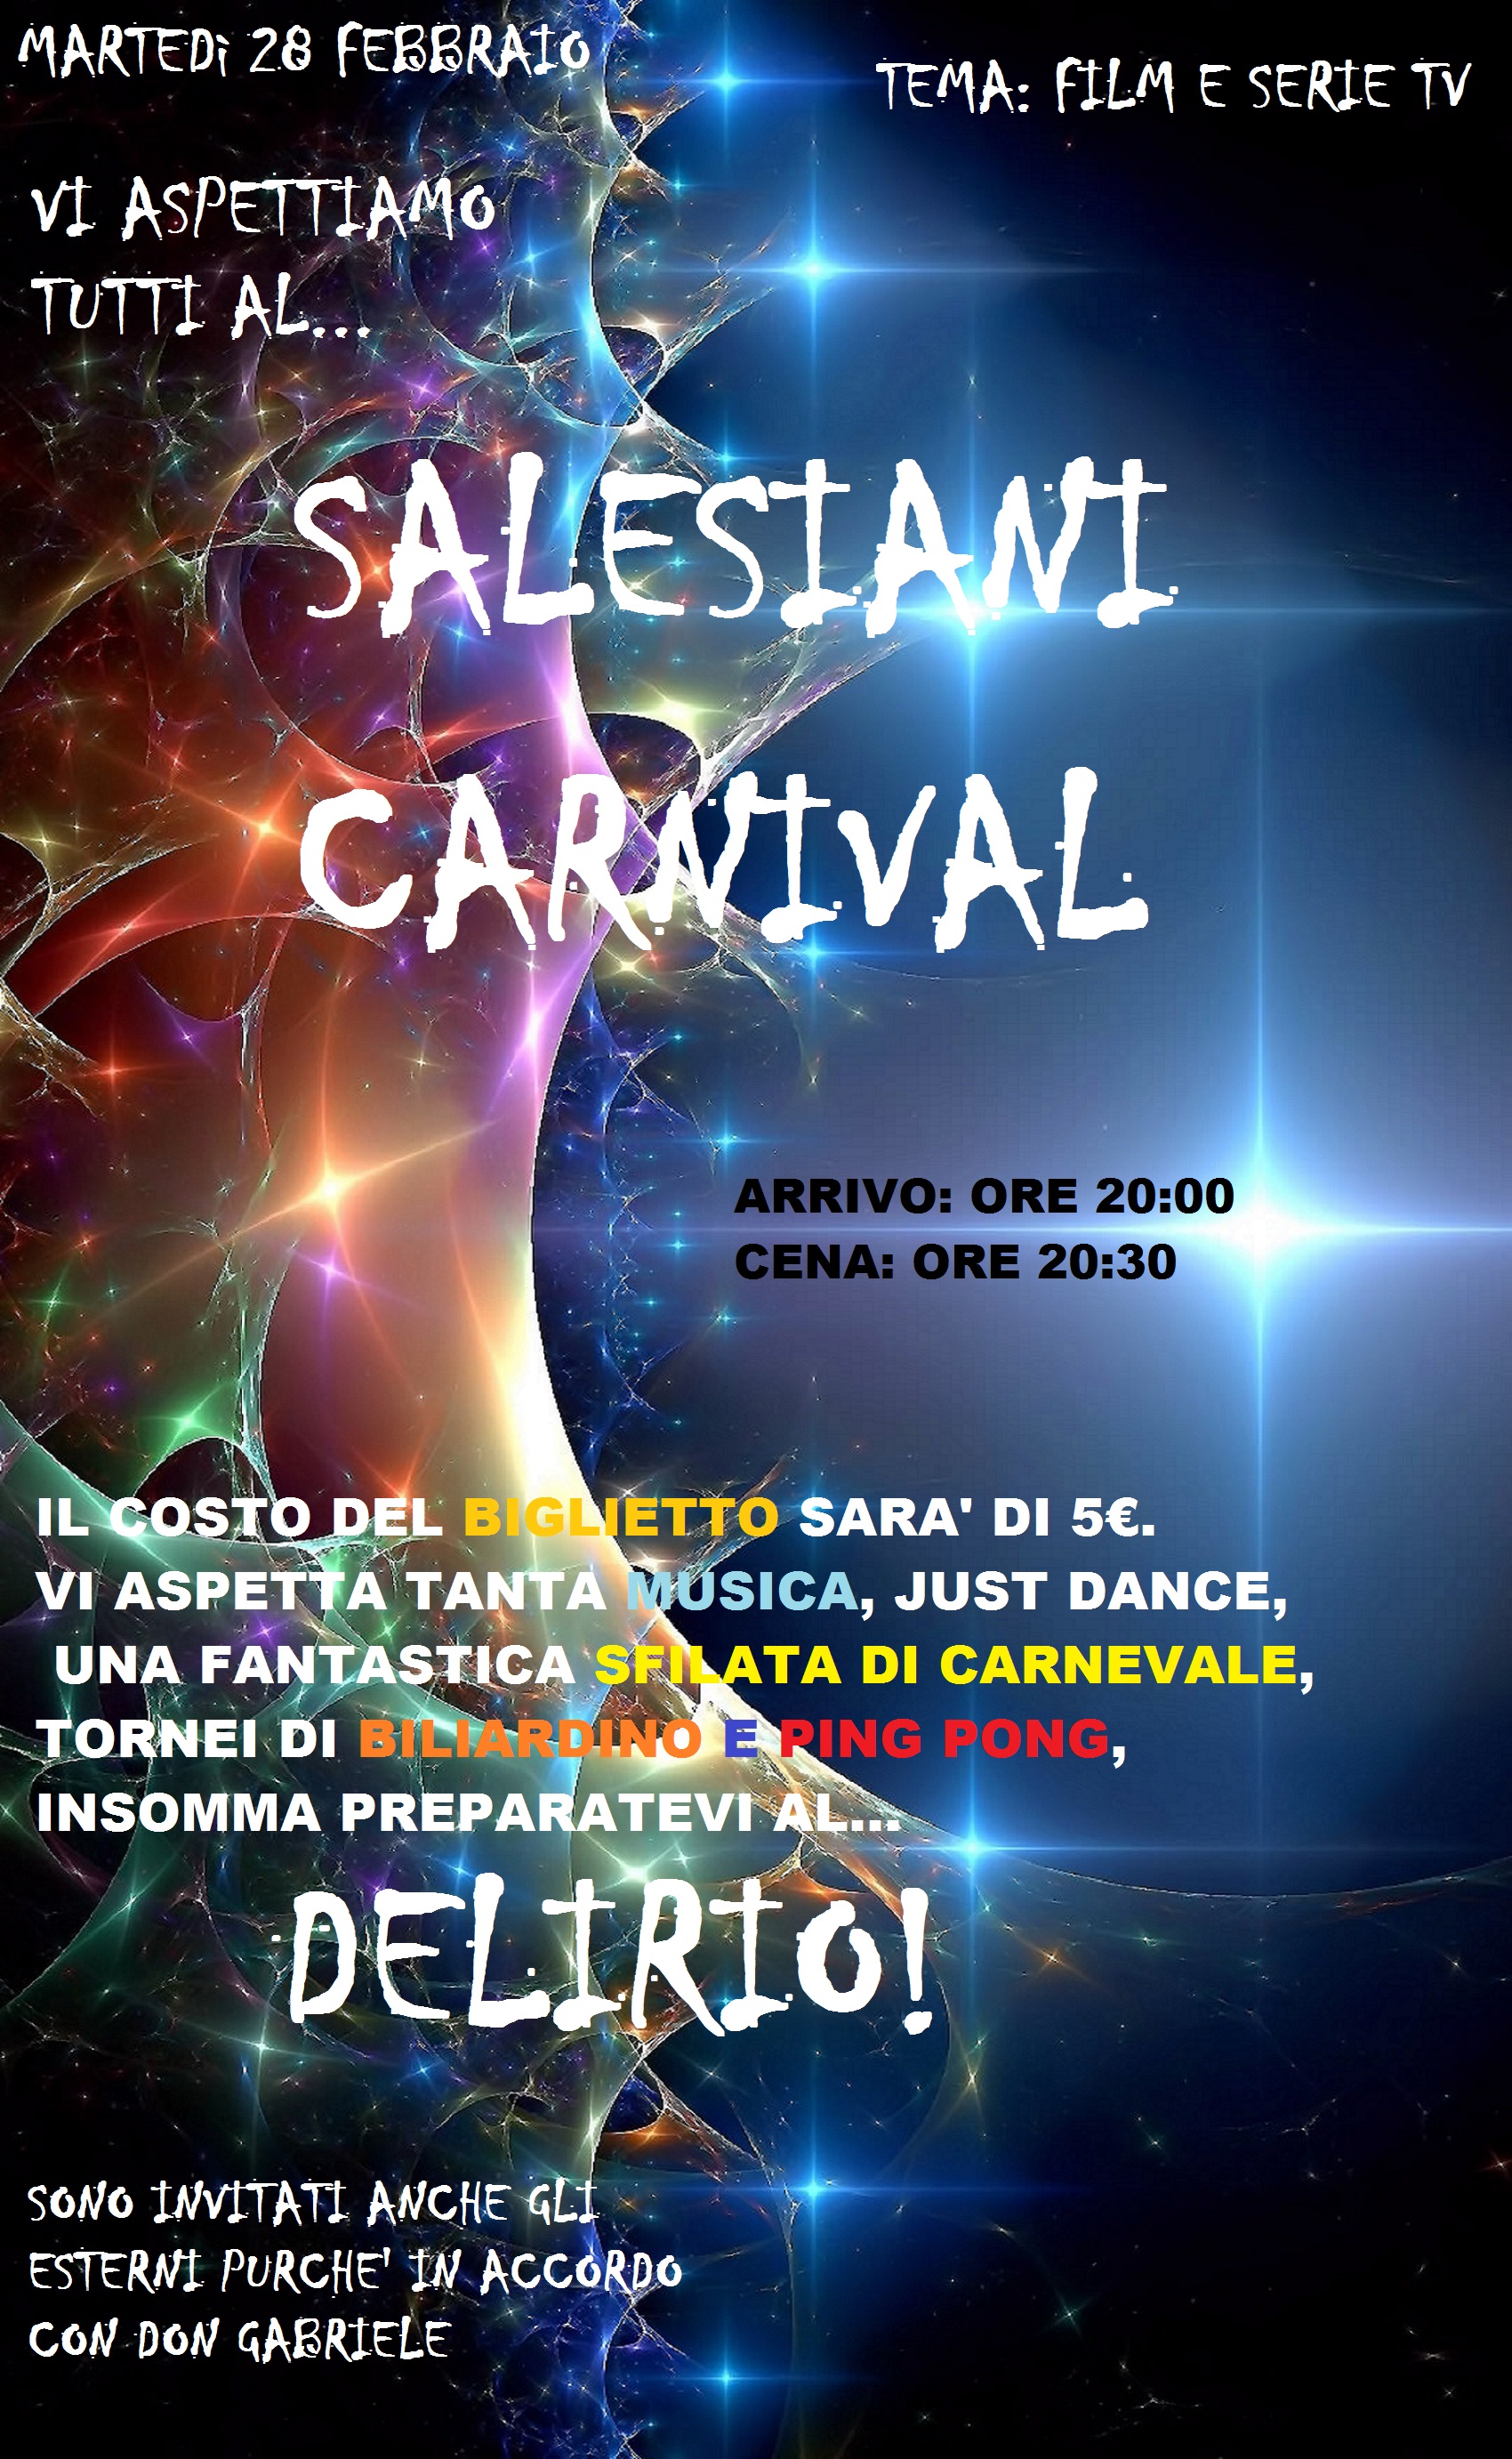 MARTEDì 28 FEBBRAIO
TEMA: FILM E SERIE TV
VI ASPETTIAMO
TUTTI AL...
SALESIANI
CARNIVAL
ARRIVO: ORE 20:00
CENA: ORE 20:30
IL COSTO DEL BIGLIETTO SARA' DI 5€.
VI ASPETTA TANTA MUSICA, JUST DANCE,
UNA FANTASTICA SFILATA DI CARNEVALE,
TORNEI DI BILIARDINO E PING PONG,
INSOMMA PREPARATEVI AL...
DELIRIO!
SONO INVITATI ANCHE GLI
ESTERNI PURCHE' IN ACCORDO
CON DON GABRIELE